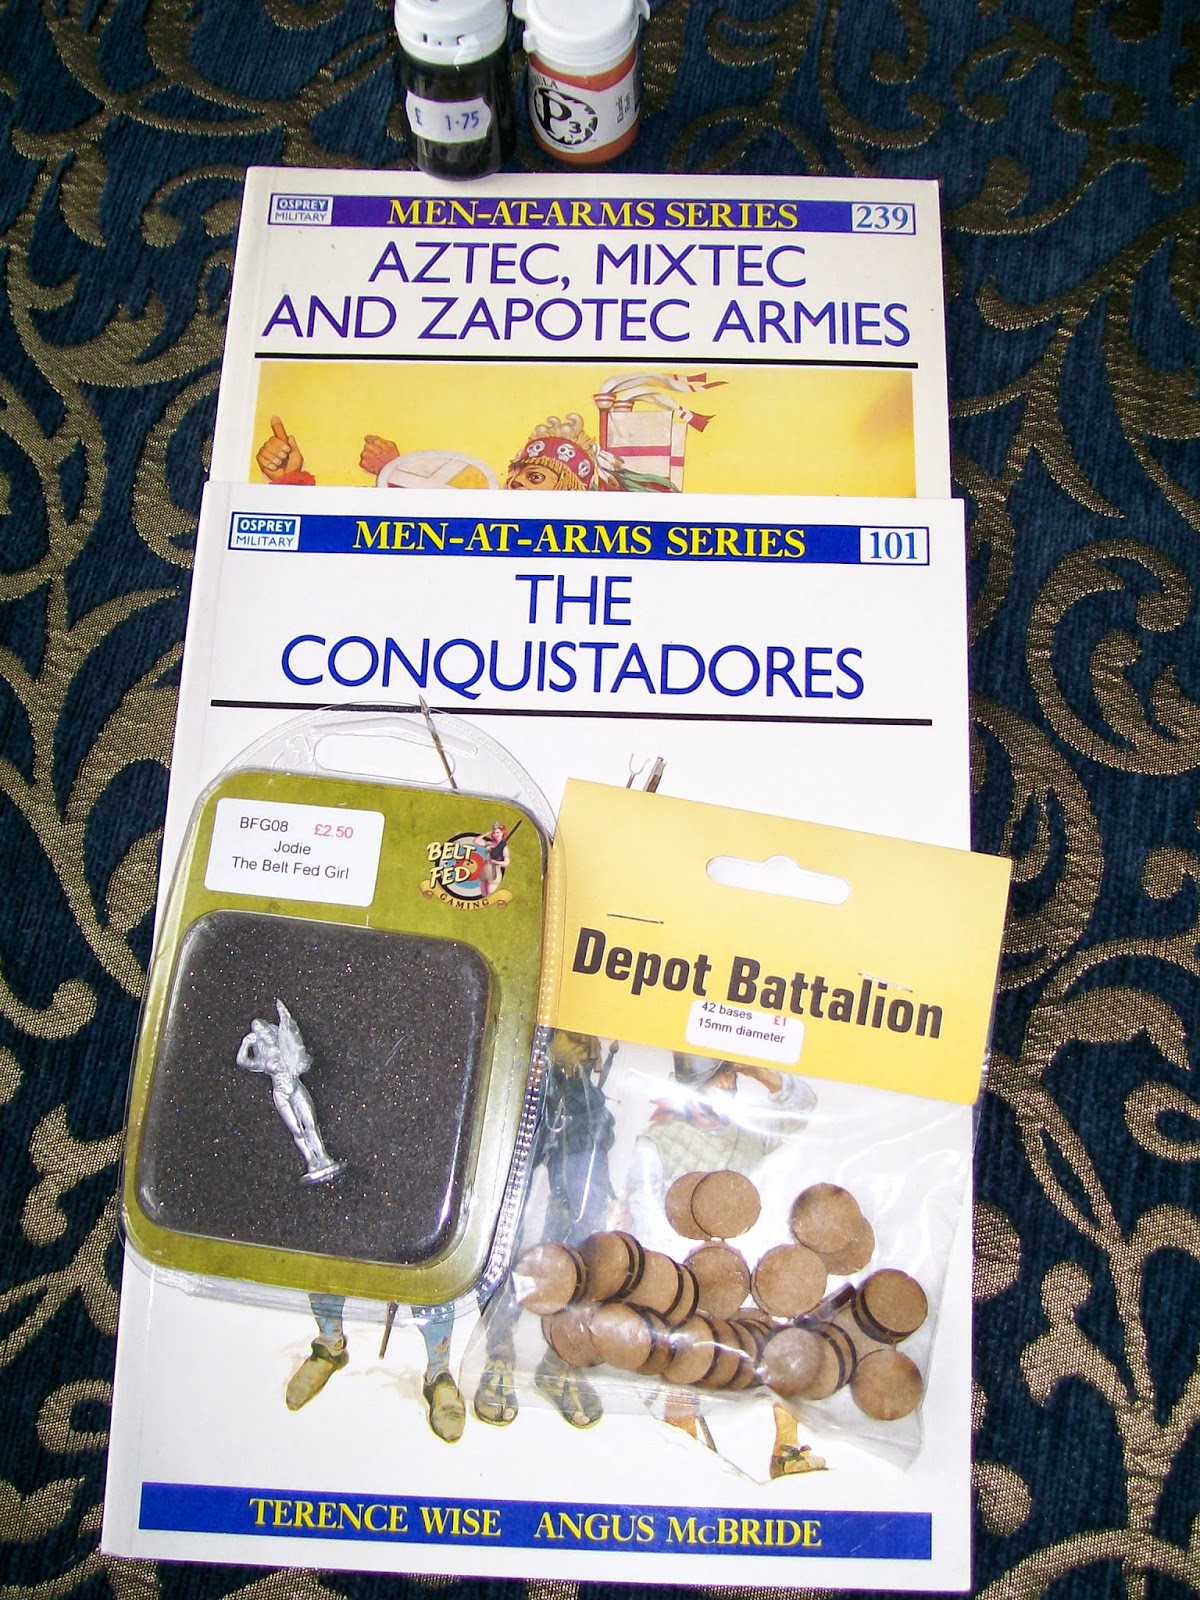 £ 1.75
P3
OSPREY
MILITARY
MEN-AT-ARMS SERIES
239
AZTEC, MIXTEC
AND ZAPOTEC ARMIES
OSPREY
MILITARY
MEN-AT-ARMS SERIES
101
THE
CONQUISTADORES
BFG08 £2.50
Jodie
The Belt Fed Girl
BELT
FED
GAMING
Depot Battalion
42 bases £1
15mm diameter
TERENCE WISE ANGUS McBRIDE